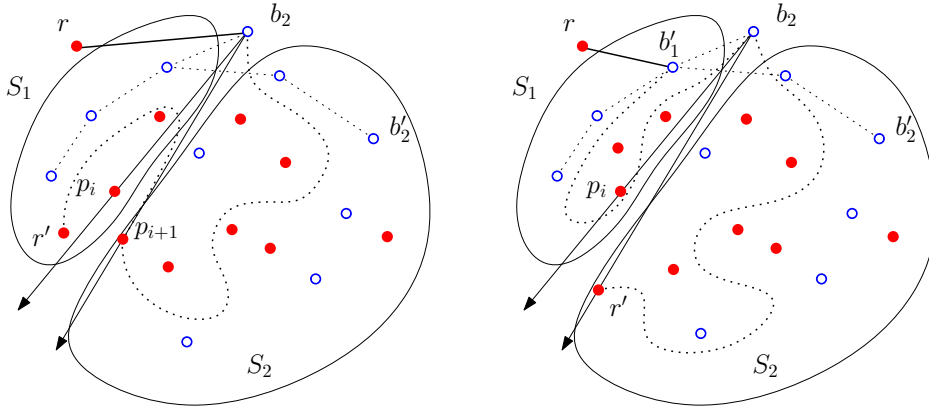 r
b₂
S₁
b′₂
pᵢ
r′
pᵢ₊₁
S₂
r
b₂
b′₁
S₁
b′₂
pᵢ
r′
S₂